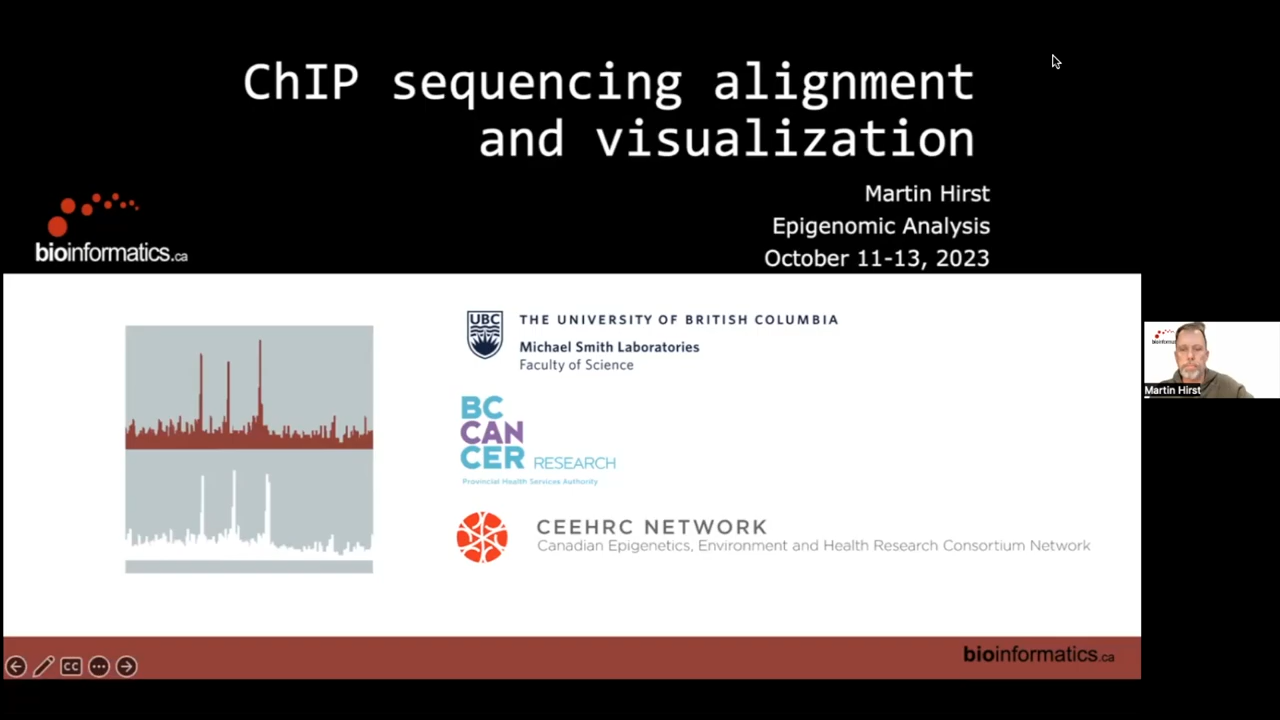 ChIP sequencing alignment
and visualization
Martin Hirst
Epigenomic Analysis
October 11-13, 2023
bioinformatics.ca
UBC
THE UNIVERSITY OF BRITISH COLUMBIA
Michael Smith Laboratories
Faculty of Science
BC
CAN
CER RESEARCH
Provincial Health Services Authority
CEEHRC NETWORK
Canadian Epigenetics, Environment and Health Research Consortium Network
Martin Hirst
CC
bioinformatics.ca